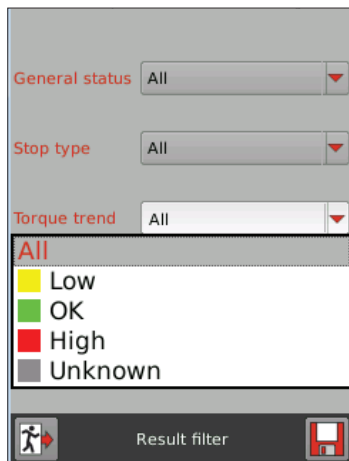 General status All
Stop type All
Torque trend All
All
Low
OK
High
Unknown
Result filter